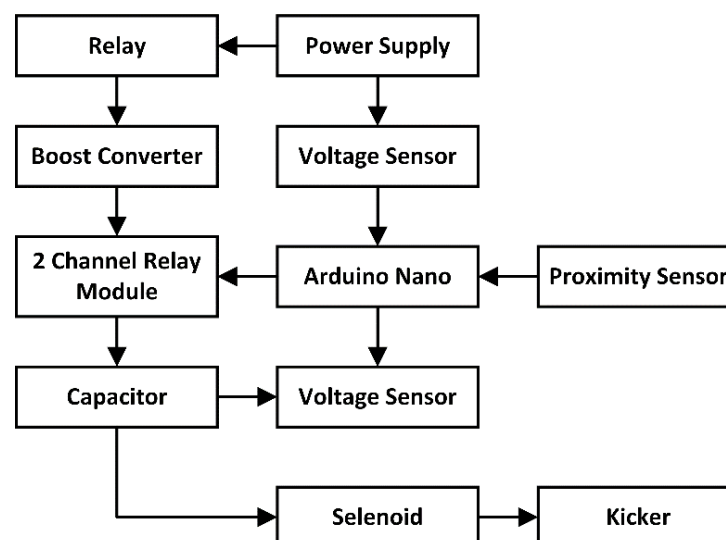 Relay
Power Supply
Boost Converter
Voltage Sensor
2 Channel Relay
Module
Arduino Nano
Proximity Sensor
Capacitor
Voltage Sensor
Selenoid
Kicker